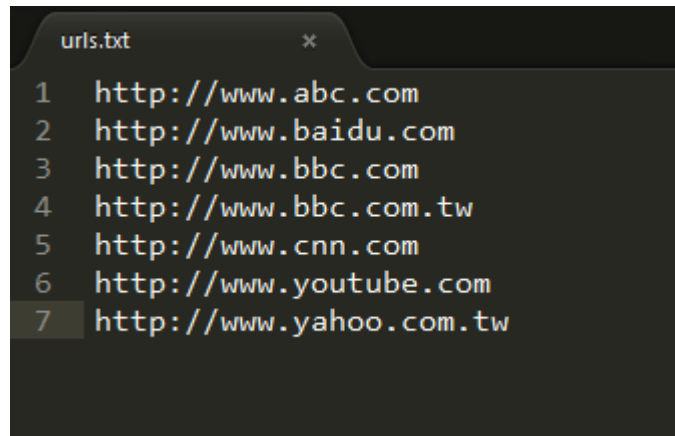 urls.txt ×
1 http://www.abc.com
2 http://www.baidu.com
3 http://www.bbc.com
4 http://www.bbc.com.tw
5 http://www.cnn.com
6 http://www.youtube.com
7 http://www.yahoo.com.tw